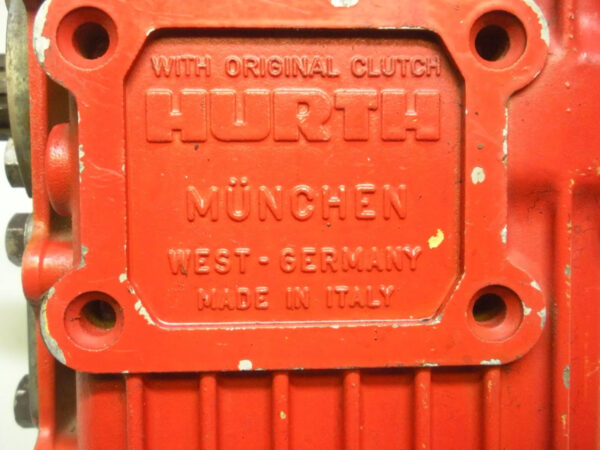 WITH ORIGINAL CLUTCH
HURTH
MÜNCHEN
WEST-GERMANY
MADE IN ITALY